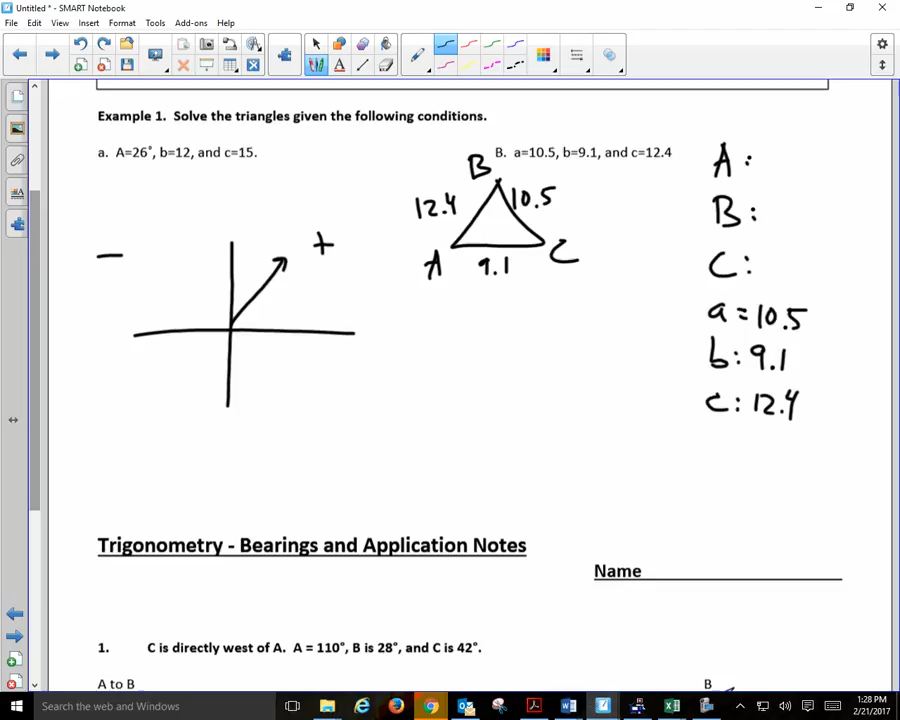 Untitled * - SMART Notebook
File Edit View Insert Format Tools Add-ons Help
Example 1. Solve the triangles given the following conditions.
a. A=26°, b=12, and c=15.
B. a=10.5, b=9.1, and c=12.4
A:
B:
C:
a = 10.5
b: 9.1
c: 12.4
B
12.4
10.5
A
9.1
C
−
+
Trigonometry - Bearings and Application Notes
Name
1. C is directly west of A. A = 110°, B is 28°, and C is 42°.
A to B
B
Search the web and Windows
1:28 PM
2/21/2017